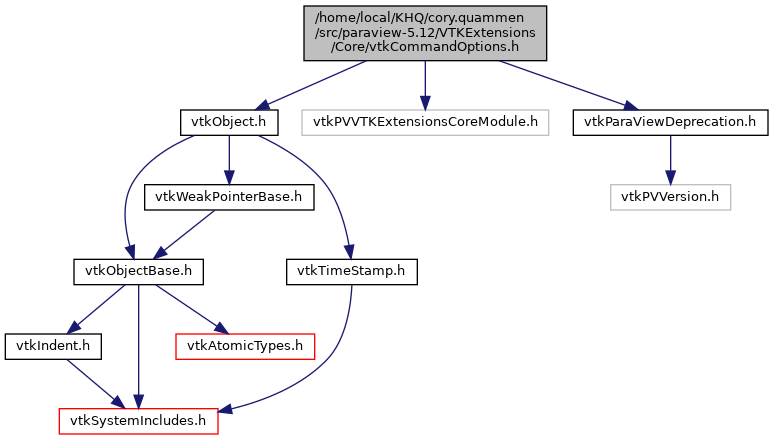 /home/local/KHQ/cory.quammen
/src/paraview-5.12/VTKExtensions
/Core/vtkCommandOptions.h
vtkObject.h
vtkPVVTKExtensionsCoreModule.h
vtkParaViewDeprecation.h
vtkWeakPointerBase.h
vtkPVVersion.h
vtkObjectBase.h
vtkTimeStamp.h
vtkIndent.h
vtkAtomicTypes.h
vtkSystemIncludes.h